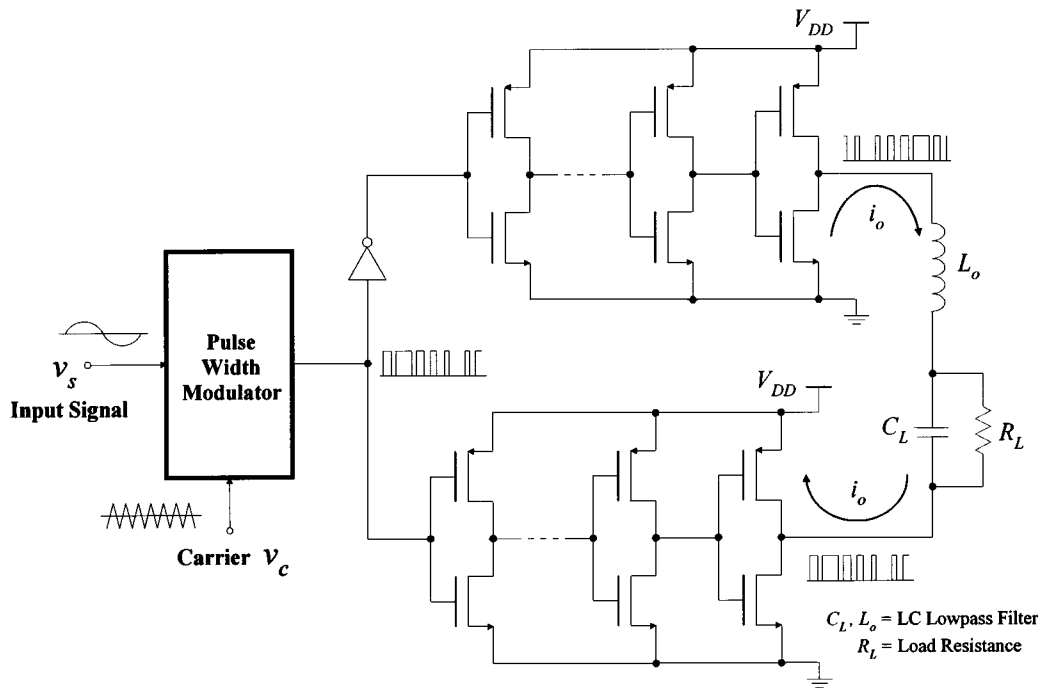 V_DD
i_o
L_o
Pulse
Width
Modulator
v_s
Input Signal
V_DD
C_L
R_L
i_o
Carrier v_c
C_L, L_o = LC Lowpass Filter
R_L = Load Resistance